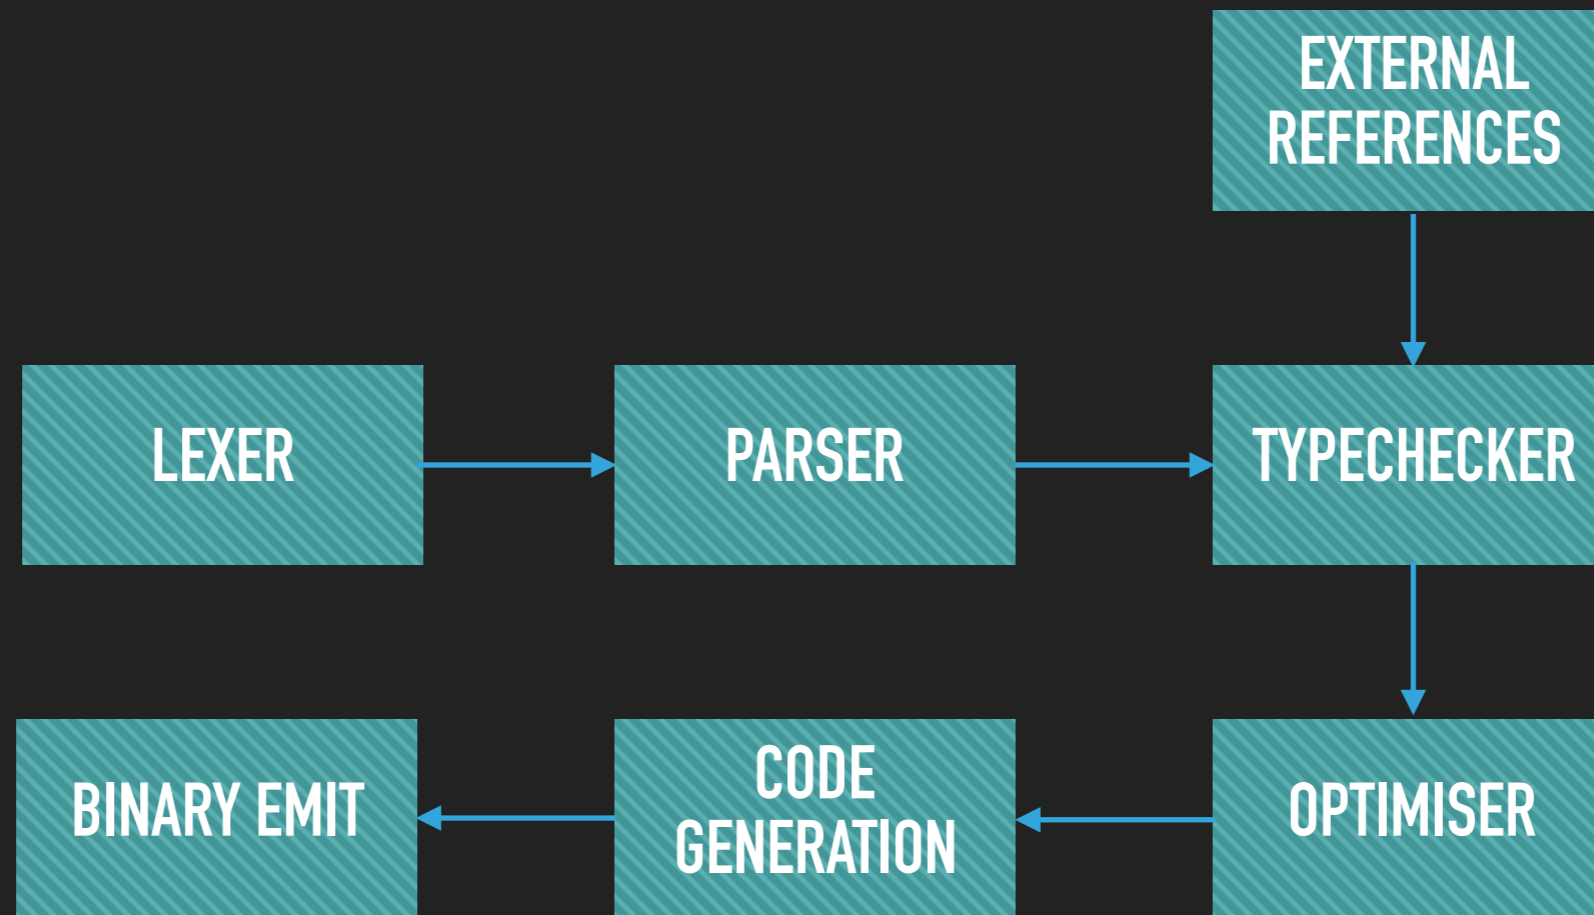 EXTERNAL
REFERENCES
LEXER
PARSER
TYPECHECKER
BINARY EMIT
CODE
GENERATION
OPTIMISER